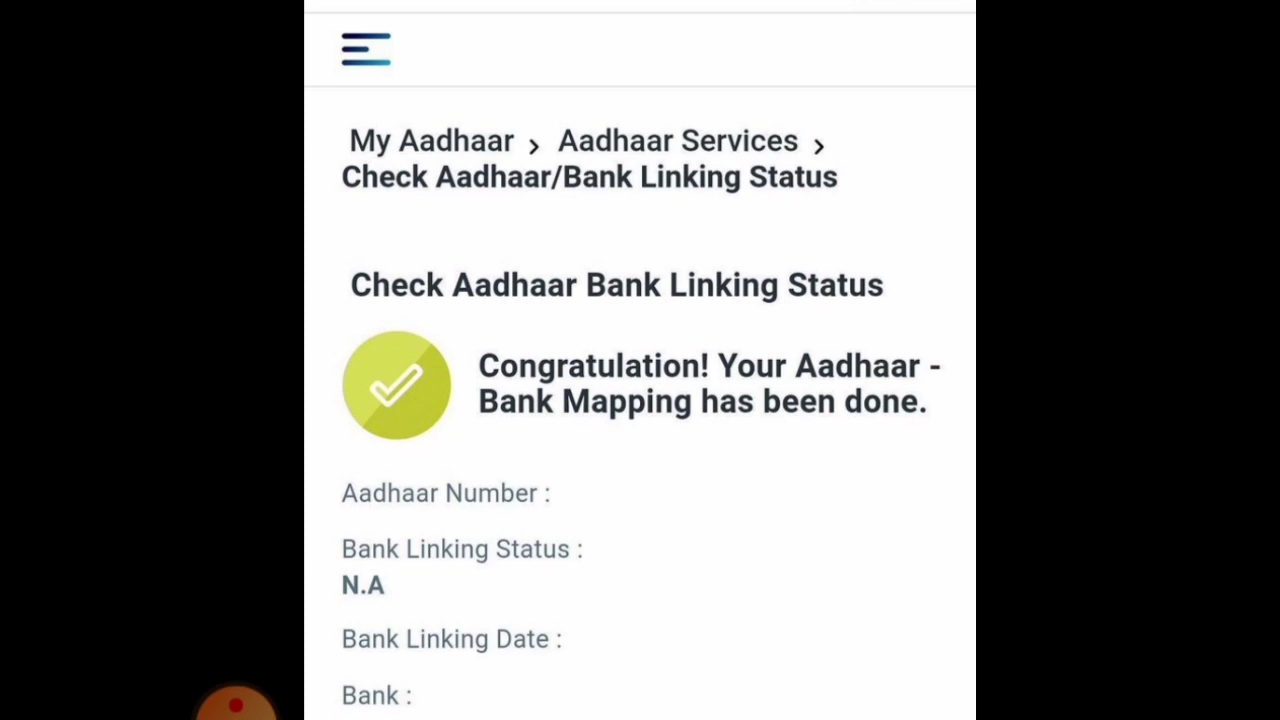 My Aadhaar > Aadhaar Services >
Check Aadhaar/Bank Linking Status
Check Aadhaar Bank Linking Status
Congratulation! Your Aadhaar -
Bank Mapping has been done.
Aadhaar Number :
Bank Linking Status :
N.A
Bank Linking Date :
Bank :